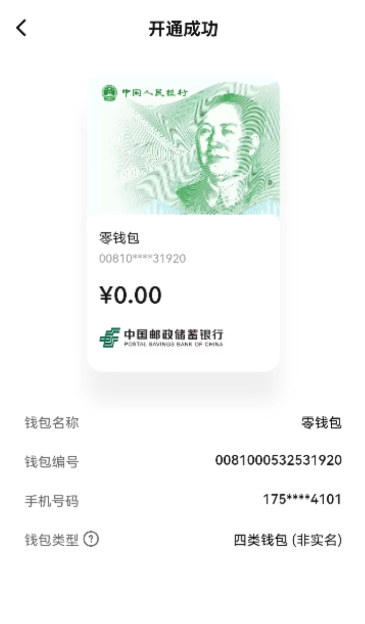 开通成功
中国人民银行
零钱包
00810****31920
¥0.00
中国邮政储蓄银行
POSTAL SAVINGS BANK OF CHINA
钱包名称 零钱包
钱包编号 0081000532531920
手机号码 175****4101
钱包类型 ? 四类钱包 (非实名)